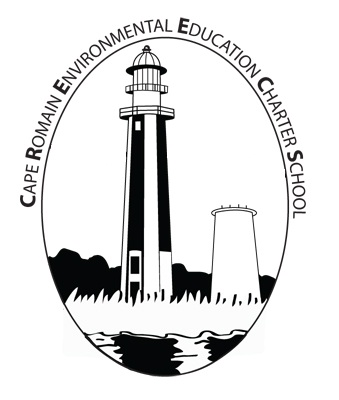 CAPE ROMAIN ENVIRONMENTAL EDUCATION CHARTER SCHOOL